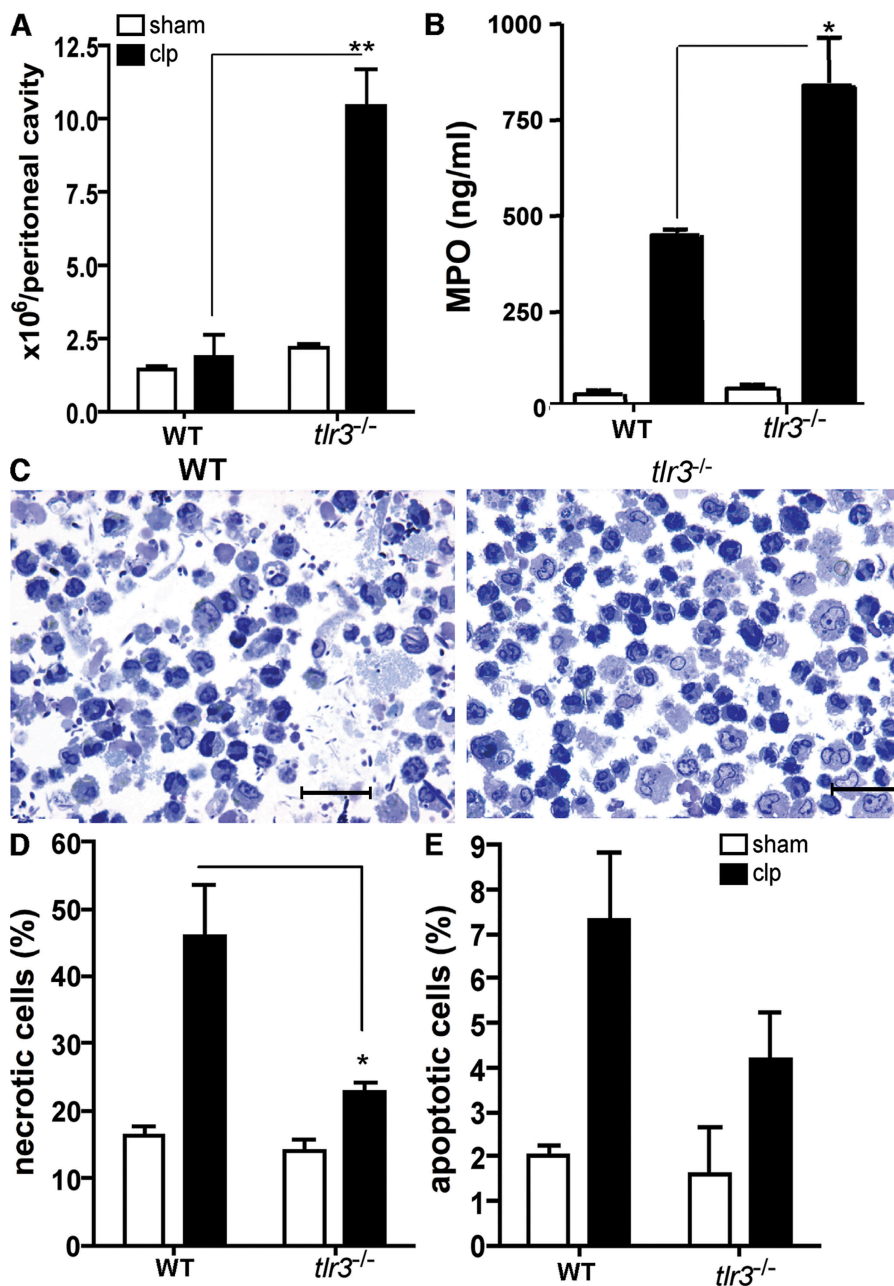 A
sham
clp
**
12.5
10.0
7.5
5.0
2.5
0.0
x10⁶/peritoneal cavity
WT
tlr3⁻/⁻
B
*
1000
750
500
250
0
MPO (ng/ml)
WT
tlr3⁻/⁻
C
WT
tlr3⁻/⁻
D
60
50
40
30
20
10
0
necrotic cells (%)
*
WT
tlr3⁻/⁻
E
sham
clp
9
8
7
6
5
4
3
2
1
0
apoptotic cells (%)
WT
tlr3⁻/⁻